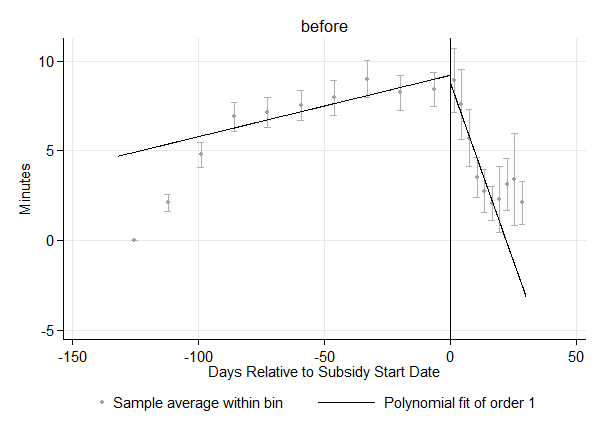 before
Minutes
10
5
0
-5
-150
-100
-50
0
50
Days Relative to Subsidy Start Date
Sample average within bin
Polynomial fit of order 1